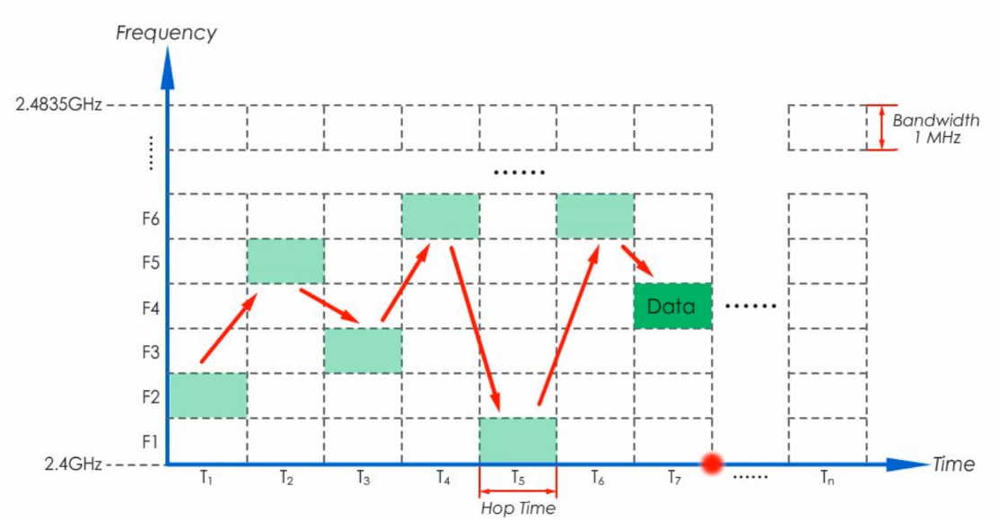 Frequency
2.4835GHz
Bandwidth
1 MHz
......
......
F6
F5
F4
Data
......
F3
F2
F1
2.4GHz
Time
T1 T2 T3 T4 T5 T6 T7 ...... Tn
Hop Time